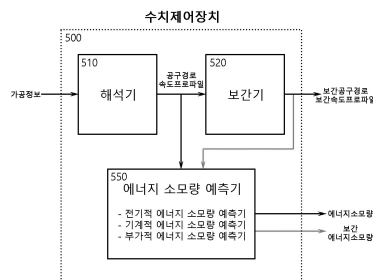 수치제어장치
500
510
해석기
공구경로
속도프로파일
520
보간기
가공정보
보간공구경로
보간속도프로파일
550
에너지 소모량 예측기
- 전기적 에너지 소모량 예측기
- 기계적 에너지 소모량 예측기
- 부가적 에너지 소모량 예측기
에너지소모량
보간
에너지소모량